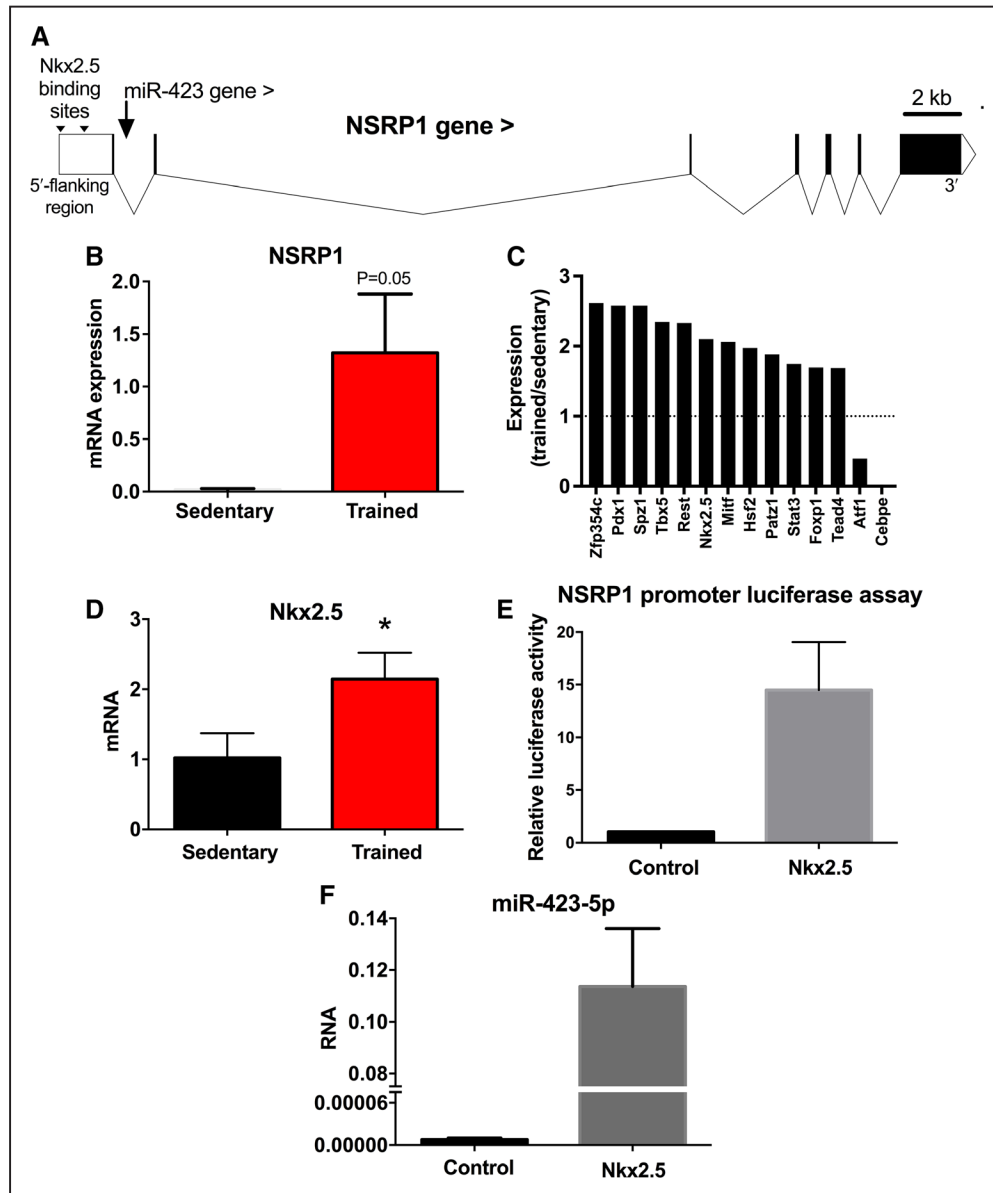 A
Nkx2.5
binding
sites
miR-423 gene >
NSRP1 gene >
2 kb
5′-flanking
region
3′
B
NSRP1
P=0.05
mRNA expression
2.0
1.5
1.0
0.5
0.0
Sedentary
Trained
C
Expression
(trained/sedentary)
3
2
1
0
Zfp354c
Pdx1
Spz1
Tbx5
Rest
Nkx2.5
Mitf
Hsf2
Patz1
Stat3
Foxp1
Tead4
Atf1
Cebpe
D
Nkx2.5
*
mRNA
3
2
1
0
Sedentary
Trained
E
NSRP1 promoter luciferase assay
Relative luciferase activity
20
15
10
5
0
Control
Nkx2.5
F
miR-423-5p
RNA
0.14
0.12
0.10
0.08
0.00006
0.00000
Control
Nkx2.5